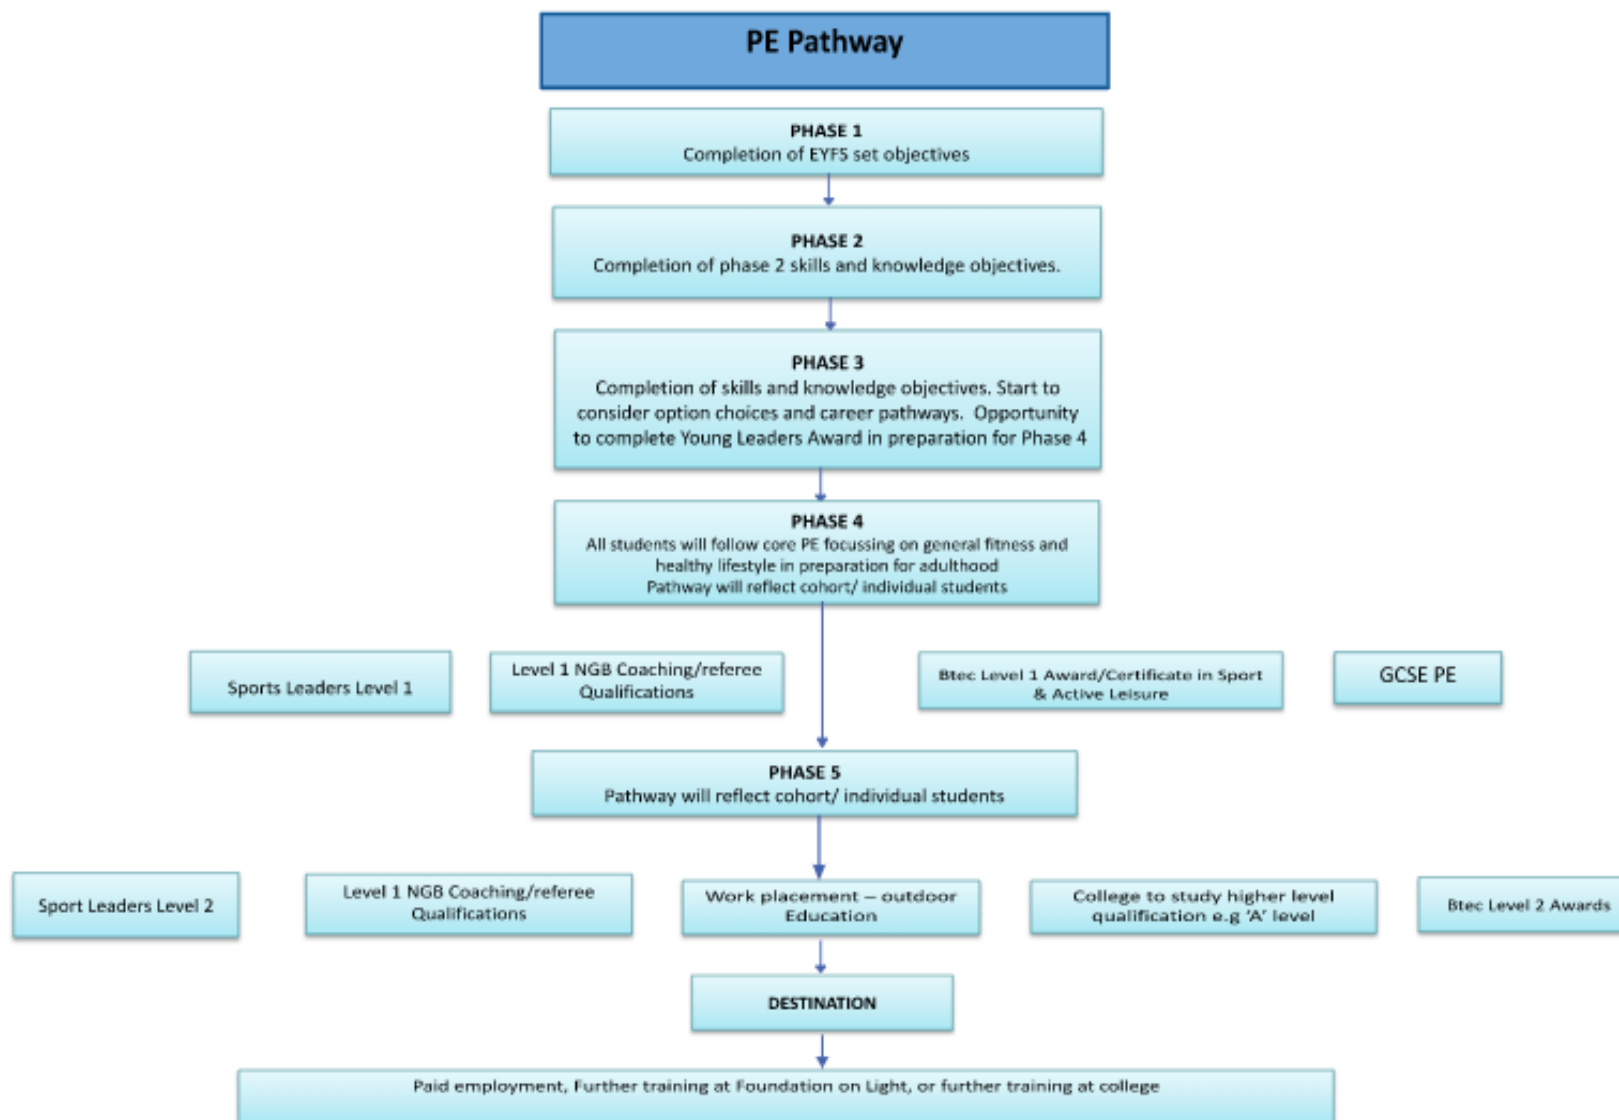 PE Pathway
PHASE 1
Completion of EYFS set objectives
PHASE 2
Completion of phase 2 skills and knowledge objectives.
PHASE 3
Completion of skills and knowledge objectives. Start to
consider option choices and career pathways.  Opportunity
to complete Young Leaders Award in preparation for Phase 4
PHASE 4
All students will follow core PE focussing on general fitness and
healthy lifestyle in preparation for adulthood
Pathway will reflect cohort/ individual students
Sports Leaders Level 1
Level 1 NGB Coaching/referee
Qualifications
Btec Level 1 Award/Certificate in Sport
& Active Leisure
GCSE PE
PHASE 5
Pathway will reflect cohort/ individual students
Sport Leaders Level 2
Level 1 NGB Coaching/referee
Qualifications
Work placement – outdoor
Education
College to study higher level
qualification e.g 'A' level
Btec Level 2 Awards
DESTINATION
Paid employment, Further training at Foundation on Light, or further training at college